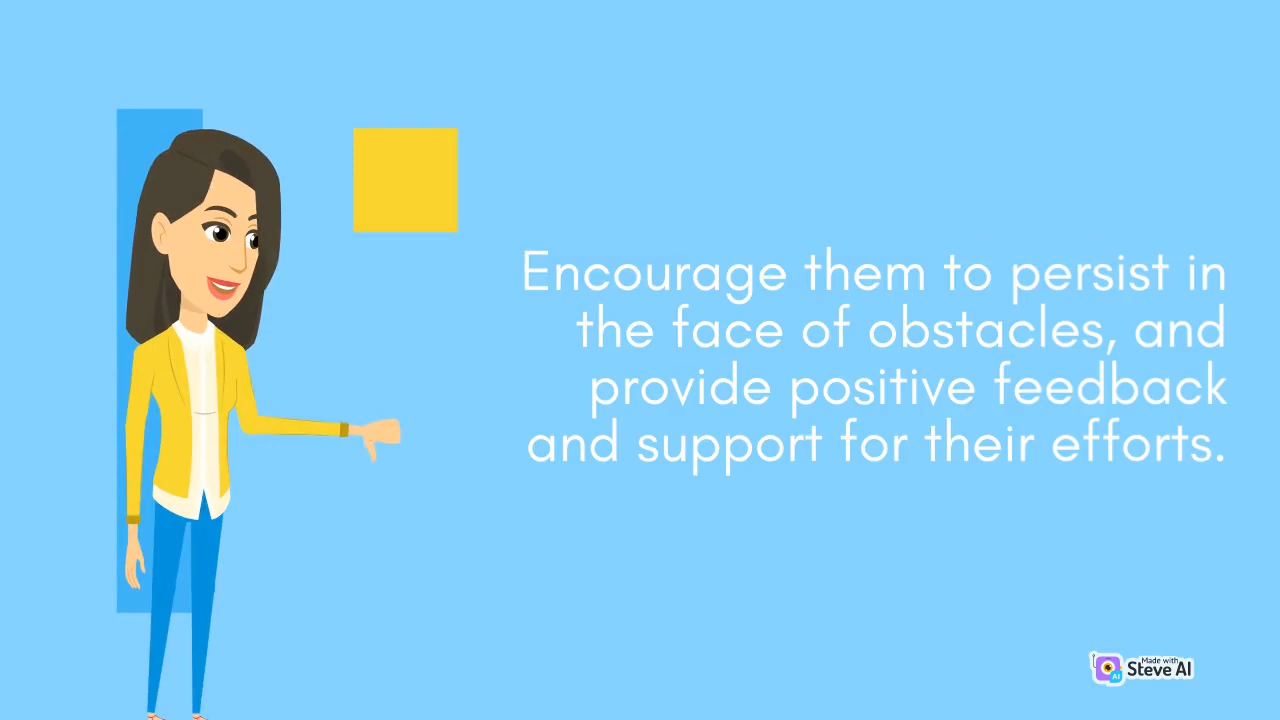 Encourage them to persist in
the face of obstacles, and
provide positive feedback
and support for their efforts.
Made with
Steve AI
AI